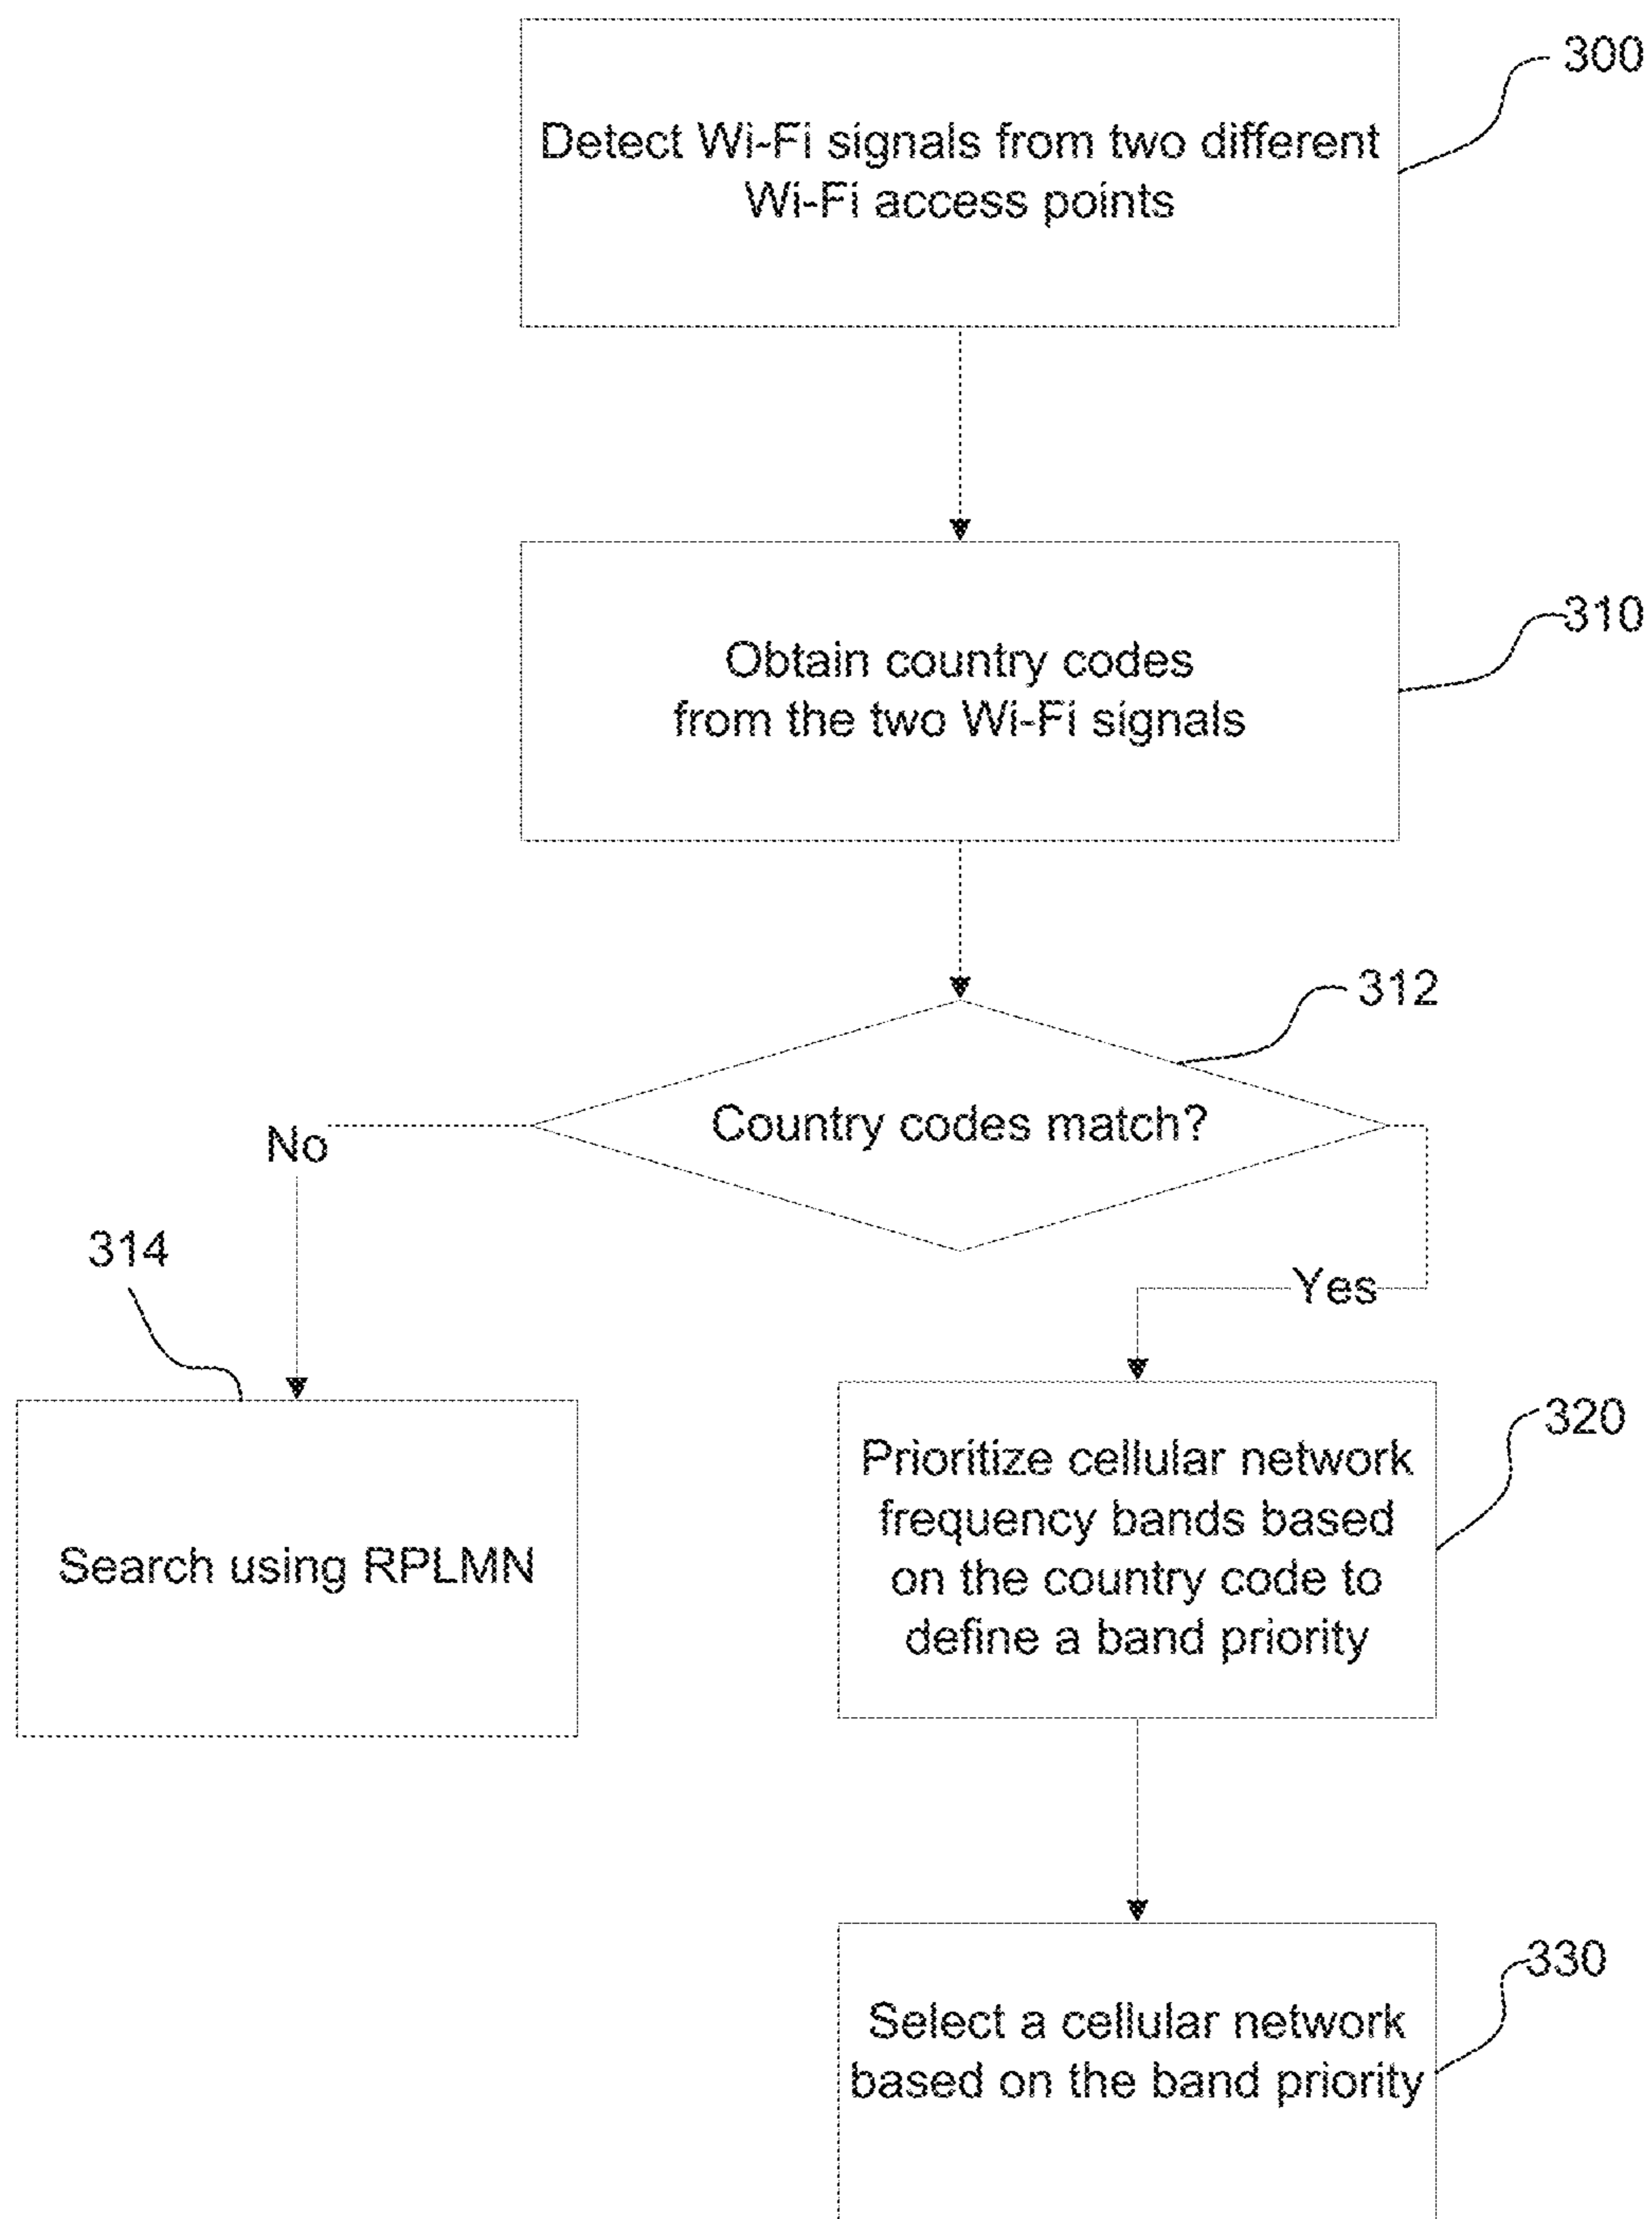 300
Detect Wi-Fi signals from two different
Wi-Fi access points
310
Obtain country codes
from the two Wi-Fi signals
312
Country codes match?
No
Yes
314
Search using RPLMN
320
Prioritize cellular network
frequency bands based
on the country code to
define a band priority
330
Select a cellular network
based on the band priority